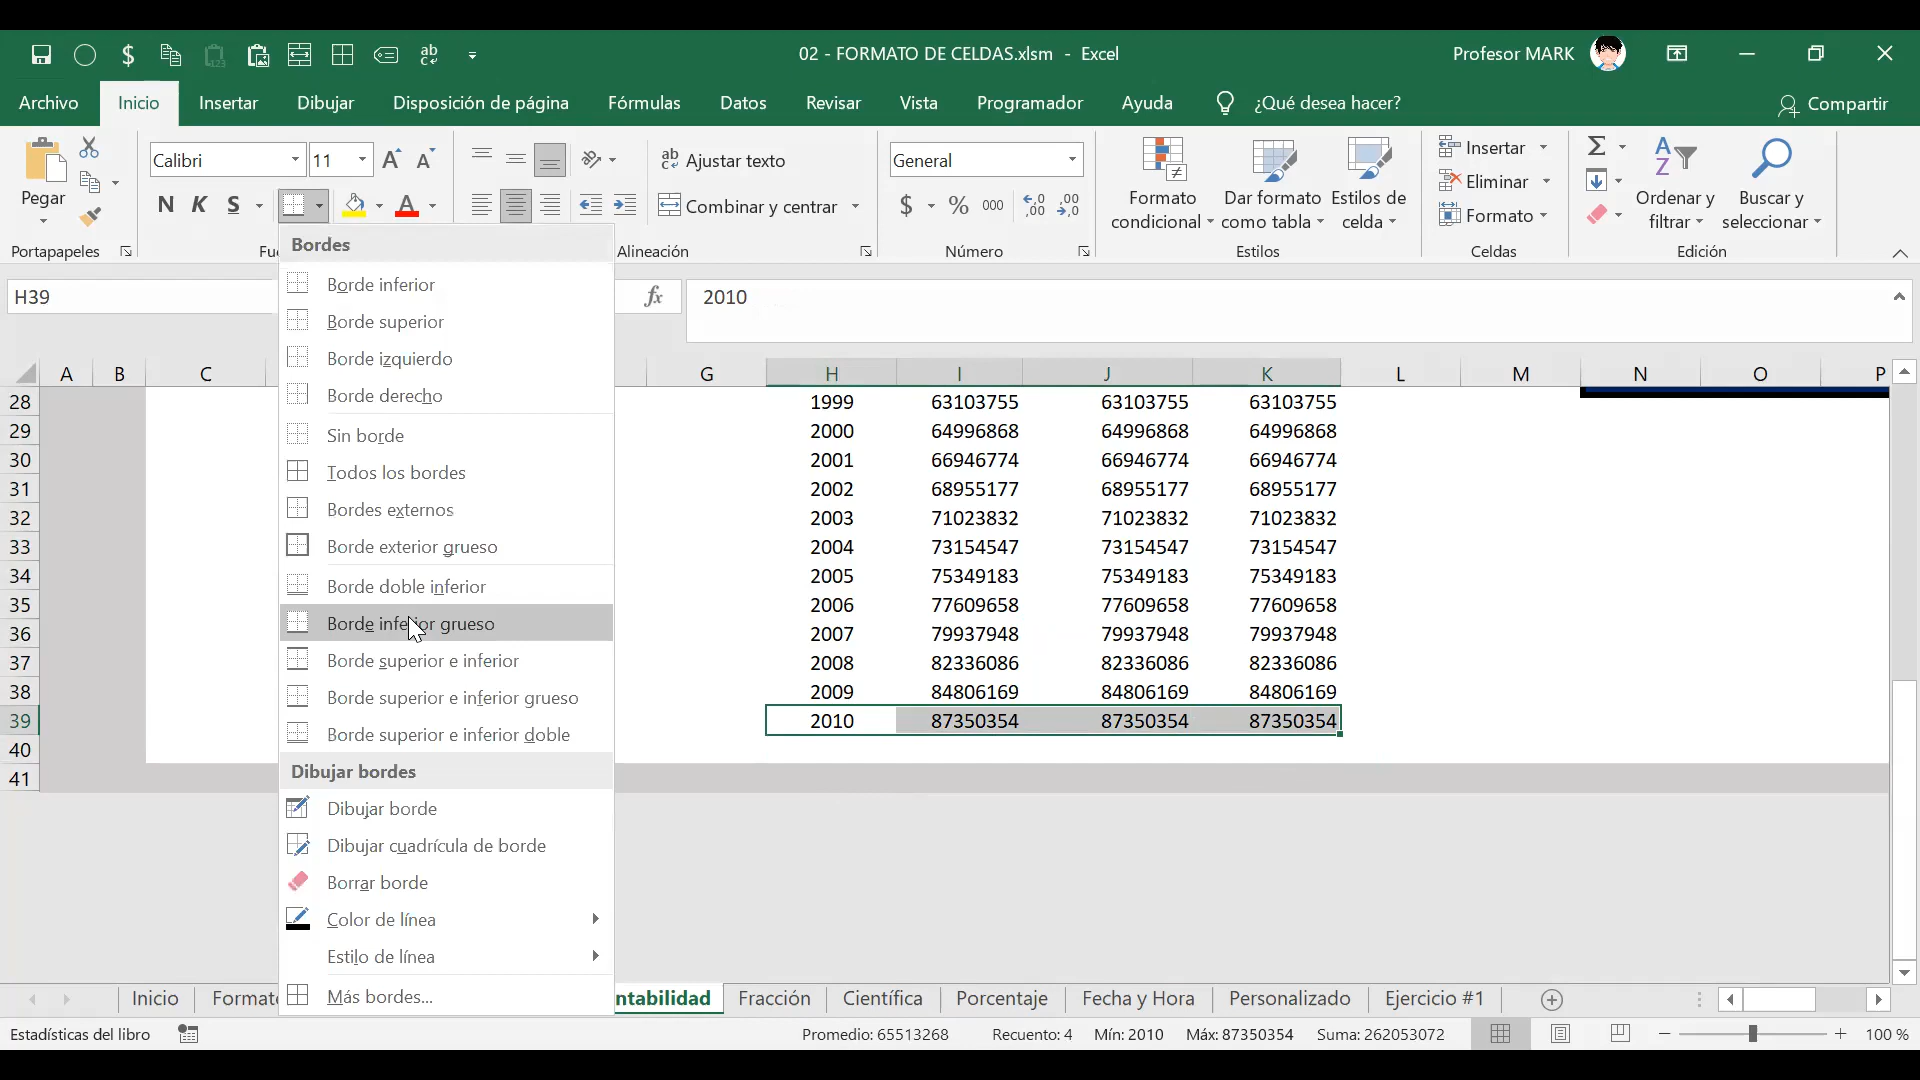 02 - FORMATO DE CELDAS.xlsm - Excel
Profesor MARK
Archivo Inicio Insertar Dibujar Disposición de página Fórmulas Datos Revisar Vista Programador Ayuda ¿Qué desea hacer? Compartir
Pegar
Portapapeles
Calibri 11
N K S
Ajustar texto
Combinar y centrar
Alineación
General
$ % 000
Número
Formato condicional
Dar formato como tabla
Estilos de celda
Estilos
Insertar
Eliminar
Formato
Celdas
Ordenar y filtrar
Buscar y seleccionar
Edición
H39
fx
2010
Bordes
Borde inferior
Borde superior
Borde izquierdo
Borde derecho
Sin borde
Todos los bordes
Bordes externos
Borde exterior grueso
Borde doble inferior
Borde inferior grueso
Borde superior e inferior
Borde superior e inferior grueso
Borde superior e inferior doble
Dibujar bordes
Dibujar borde
Dibujar cuadrícula de borde
Borrar borde
Color de línea
Estilo de línea
Más bordes...
A B C G H I J K L M N O P
28 1999 63103755 63103755 63103755
29 2000 64996868 64996868 64996868
30 2001 66946774 66946774 66946774
31 2002 68955177 68955177 68955177
32 2003 71023832 71023832 71023832
33 2004 73154547 73154547 73154547
34 2005 75349183 75349183 75349183
35 2006 77609658 77609658 77609658
36 2007 79937948 79937948 79937948
37 2008 82336086 82336086 82336086
38 2009 84806169 84806169 84806169
39 2010 87350354 87350354 87350354
40
41
Inicio Formato ntabilidad Fracción Científica Porcentaje Fecha y Hora Personalizado Ejercicio #1
Estadísticas del libro Promedio: 65513268 Recuento: 4 Mín: 2010 Máx: 87350354 Suma: 262053072 100 %